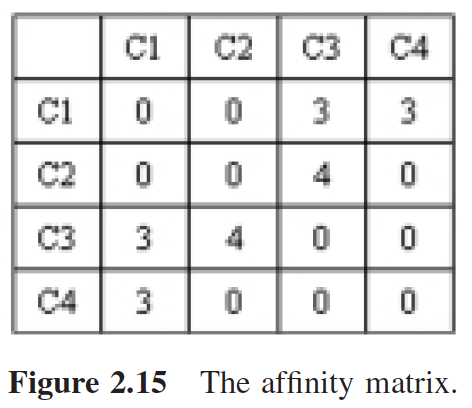 C1 C2 C3 C4
C1 0 0 3 3
C2 0 0 4 0
C3 3 4 0 0
C4 3 0 0 0
Figure 2.15 The affinity matrix.